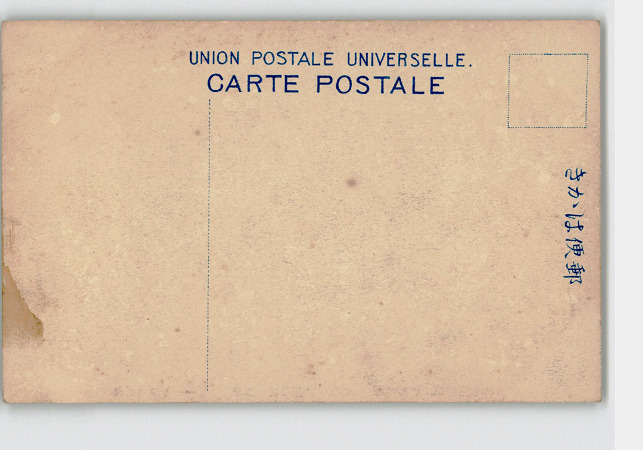 UNION POSTALE UNIVERSELLE.
CARTE POSTALE
きかは便郵